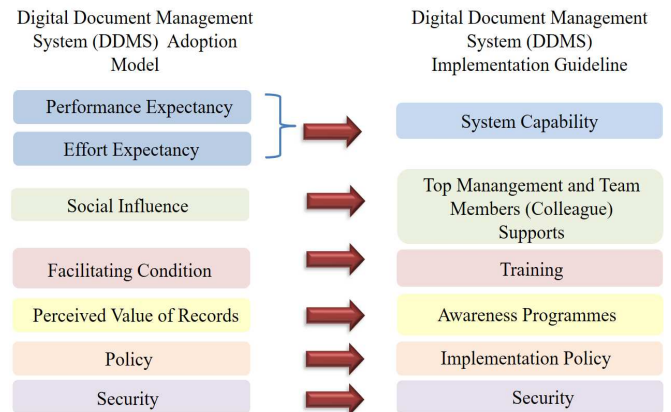 Digital Document Management
System (DDMS) Adoption
Model
Performance Expectancy
Effort Expectancy
Social Influence
Facilitating Condition
Perceived Value of Records
Policy
Security
Digital Document Management
System (DDMS)
Implementation Guideline
System Capability
Top Manangement and Team
Members (Colleague)
Supports
Training
Awareness Programmes
Implementation Policy
Security